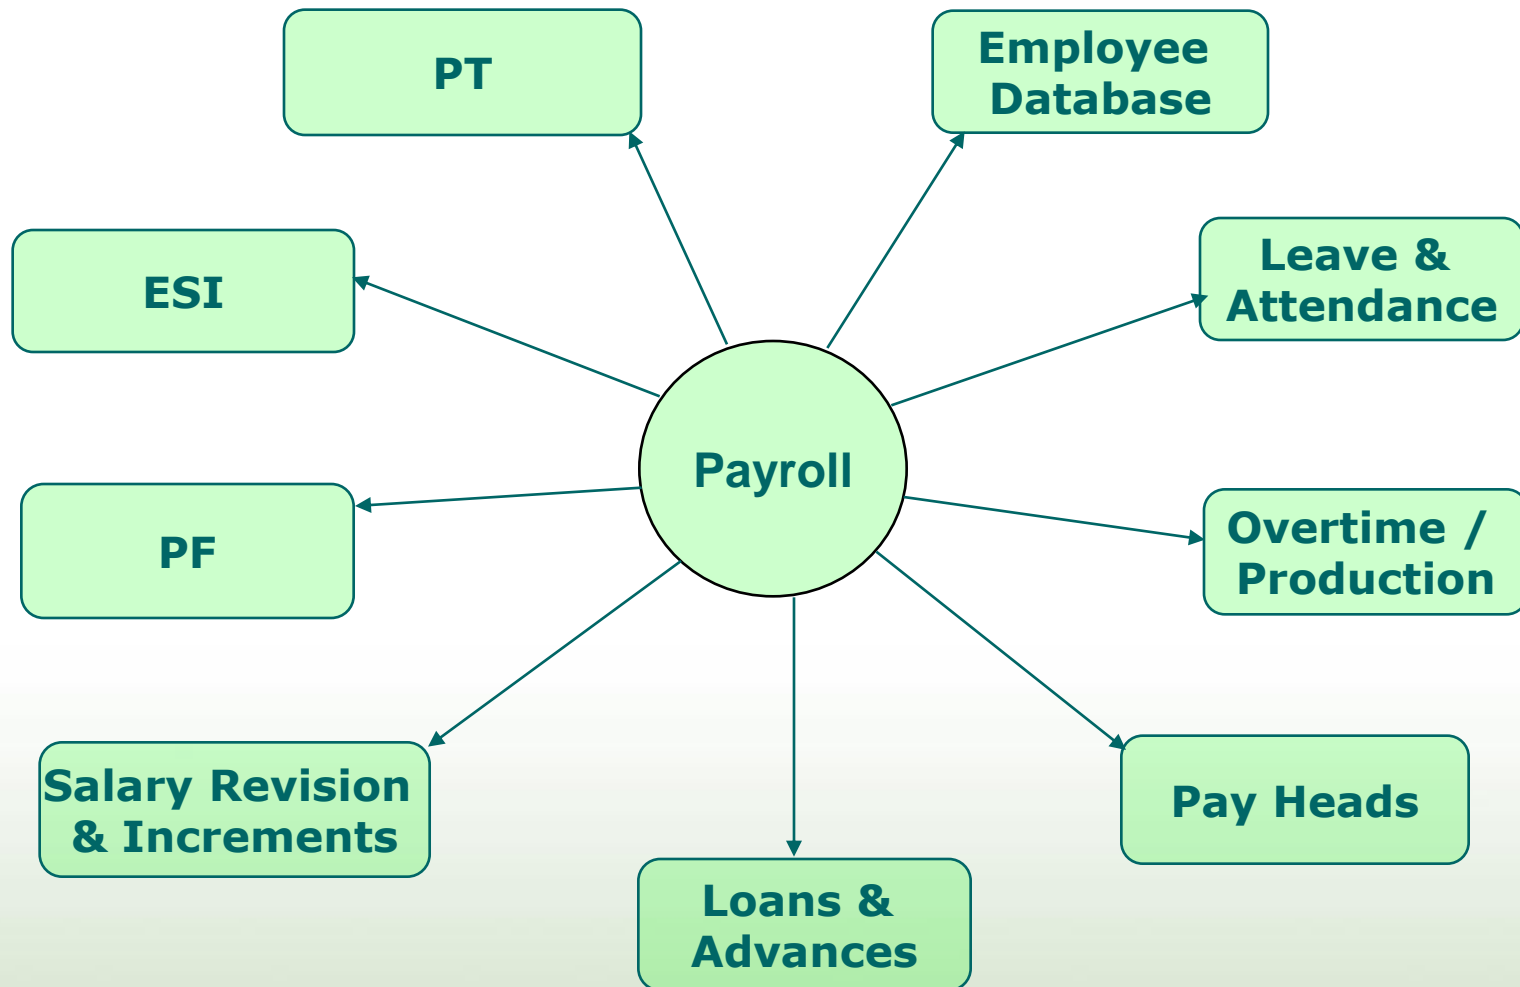 PT
Employee
Database
ESI
Leave &
Attendance
Payroll
PF
Overtime /
Production
Salary Revision
& Increments
Pay Heads
Loans &
Advances